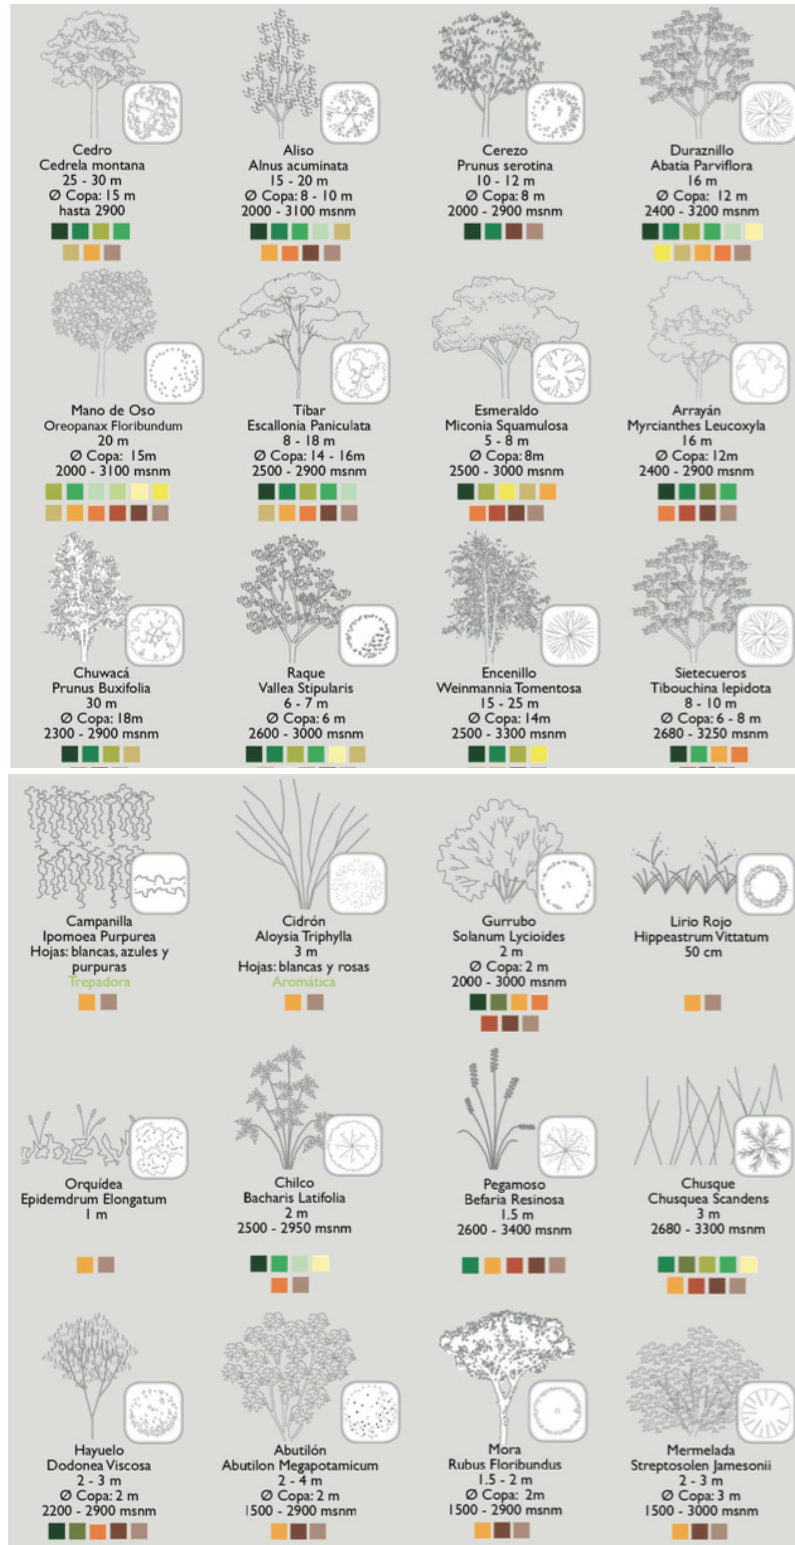 Cedro
Cedrela montana
25 - 30 m
Ø Copa: 15 m
hasta 2900
Aliso
Alnus acuminata
15 - 20 m
Ø Copa: 8 - 10 m
2000 - 3100 msnm
Cerezo
Prunus serotina
10 - 12 m
Ø Copa: 8 m
2000 - 2900 msnm
Duraznillo
Abatia Parviflora
16 m
Ø Copa: 12 m
2400 - 3200 msnm
Mano de Oso
Oreopanax Floribundum
20 m
Ø Copa: 15m
2000 - 3100 msnm
Tíbar
Escallonia Paniculata
8 - 18 m
Ø Copa: 14 - 16m
2500 - 2900 msnm
Esmeraldo
Miconia Squamulosa
5 - 8 m
Ø Copa: 8m
2500 - 3000 msnm
Arrayán
Myrcianthes Leucoxyla
16 m
Ø Copa: 12m
2400 - 2900 msnm
Chuwacá
Prunus Buxifolia
30 m
Ø Copa: 18m
2300 - 2900 msnm
Raque
Vallea Stipularis
6 - 7 m
Ø Copa: 6 m
2600 - 3000 msnm
Encenillo
Weinmannia Tomentosa
15 - 25 m
Ø Copa: 14m
2500 - 3300 msnm
Sietecueros
Tibouchina lepidota
8 - 10 m
Ø Copa: 6 - 8 m
2680 - 3250 msnm
Campanilla
Ipomoea Purpurea
Hojas: blancas, azules y
purpuras
Trepadora
Cidrón
Aloysia Triphylla
3 m
Hojas: blancas y rosas
Aromática
Gurrubo
Solanum Lycioides
2 m
Ø Copa: 2 m
2000 - 3000 msnm
Lirio Rojo
Hippeastrum Vittatum
50 cm
Orquídea
Epidemdrum Elongatum
1 m
Chilco
Bacharis Latifolia
2 m
2500 - 2950 msnm
Pegamoso
Befaria Resinosa
1.5 m
2600 - 3400 msnm
Chusque
Chusquea Scandens
3 m
2680 - 3300 msnm
Hayuelo
Dodonea Viscosa
2 - 3 m
Ø Copa: 2 m
2200 - 2900 msnm
Abutilón
Abutilon Megapotamicum
2 - 4 m
Ø Copa: 2 m
1500 - 2900 msnm
Mora
Rubus Floribundus
1.5 - 2 m
Ø Copa: 2m
1500 - 2900 msnm
Mermelada
Streptosolen Jamesonii
2 - 3 m
Ø Copa: 3 m
1500 - 3000 msnm